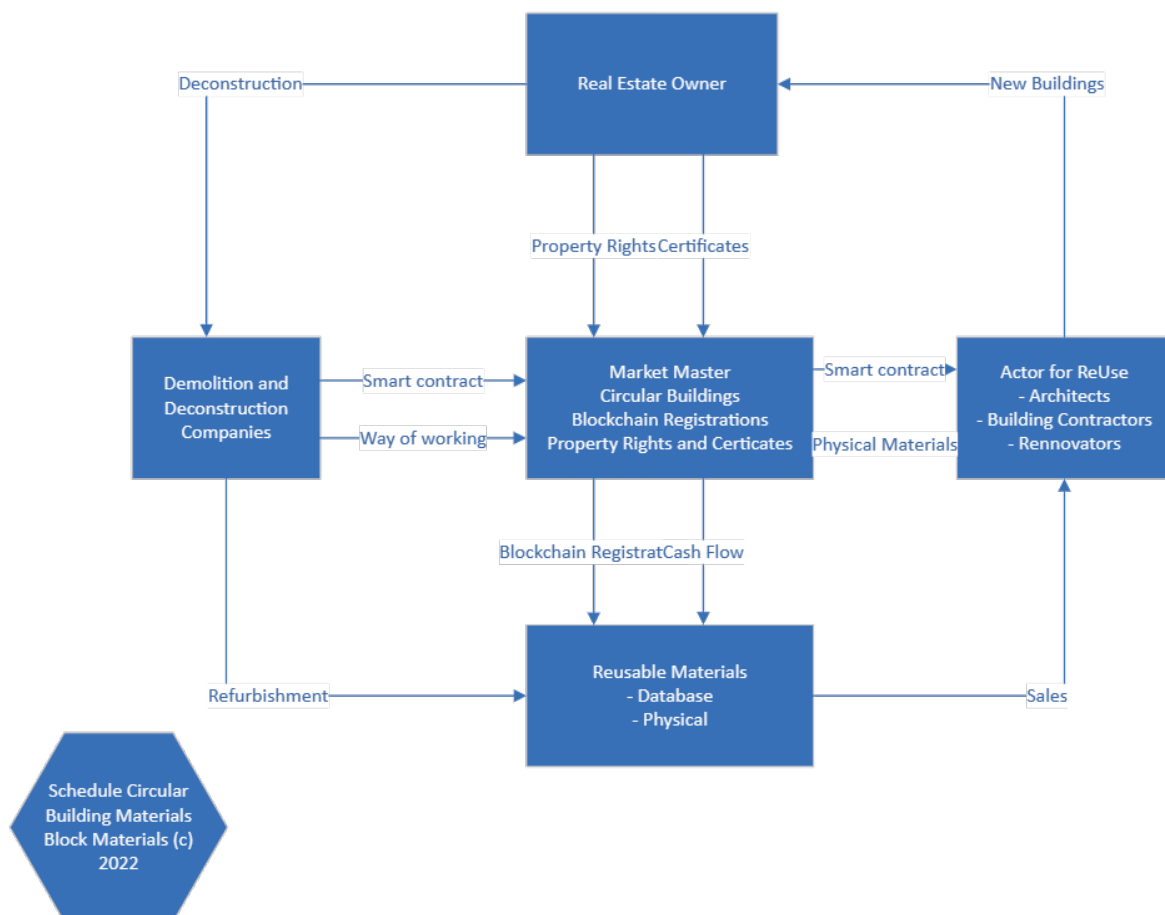 Real Estate Owner
Deconstruction
New Buildings
Property Rights
Certificates
Demolition and
Deconstruction
Companies
Smart contract
Way of working
Market Master
Circular Buildings
Blockchain Registrations
Property Rights and Certicates
Smart contract
Physical Materials
Actor for ReUse
- Architects
- Building Contractors
- Rennovators
Blockchain Registrat
Cash Flow
Refurbishment
Reusable Materials
- Database
- Physical
Sales
Schedule Circular
Building Materials
Block Materials (c)
2022